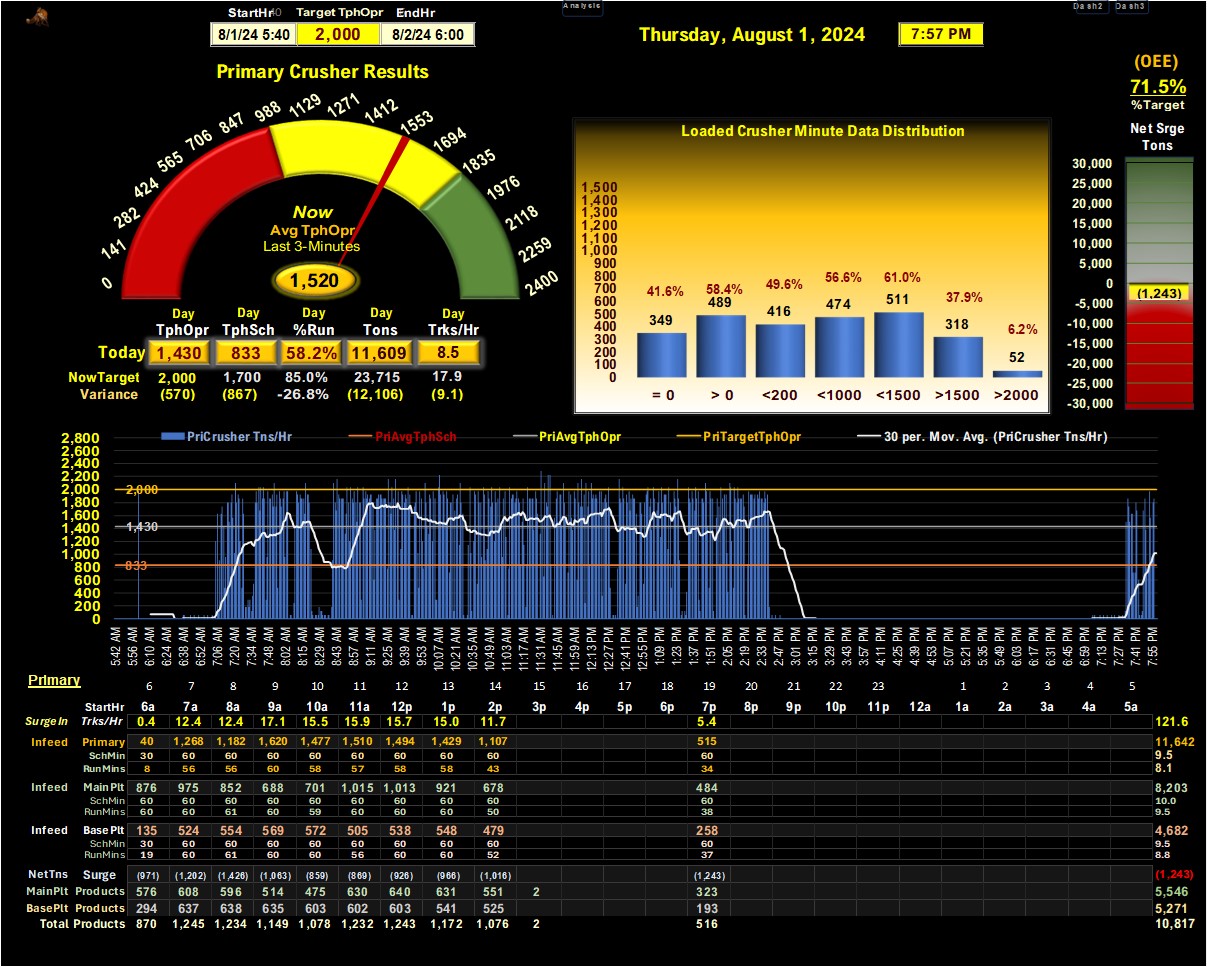 Analysis
Dash2 Dash3
StartHr Target TphOpr EndHr
8/1/24 5:40 2,000 8/2/24 6:00
Thursday, August 1, 2024 7:57 PM
(OEE)
71.5%
%Target
Primary Crusher Results
0 141 282 424 565 706 847 988 1129 1271 1412 1553 1694 1835 1976 2118 2259 2400
Now
Avg TphOpr
Last 3-Minutes
1,520
Day Day Day Day Day
TphOpr TphSch %Run Tons Trks/Hr
Today 1,430 833 58.2% 11,609 8.5
NowTarget 2,000 1,700 85.0% 23,715 17.9
Variance (570) (867) -26.8% (12,106) (9.1)
Loaded Crusher Minute Data Distribution
1,500
1,400
1,300
1,200
1,100
1,000
900
800
700
600
500
400
300
200
100
0
41.6% 58.4% 49.6% 56.6% 61.0% 37.9% 6.2%
349 489 416 474 511 318 52
= 0 > 0 <200 <1000 <1500 >1500 >2000
Net Srge
Tons
30,000
25,000
20,000
15,000
10,000
5,000
0
(1,243)
-5,000
-10,000
-15,000
-20,000
-25,000
-30,000
PriCrusher Tns/Hr PriAvgTphSch PriAvgTphOpr PriTargetTphOpr 30 per. Mov. Avg. (PriCrusher Tns/Hr)
2,800
2,600
2,400
2,200
2,000
1,800
1,600
1,400
1,200
1,000
800
600
400
200
0
2,000
1,430
833
5:42 AM 5:56 AM 6:10 AM 6:24 AM 6:38 AM 6:52 AM 7:06 AM 7:20 AM 7:34 AM 7:48 AM 8:02 AM 8:15 AM 8:29 AM 8:43 AM 8:57 AM 9:11 AM 9:25 AM 9:39 AM 9:53 AM 10:07 AM 10:21 AM 10:35 AM 10:49 AM 11:03 AM 11:17 AM 11:31 AM 11:45 AM 11:59 AM 12:13 PM 12:27 PM 12:41 PM 12:55 PM 1:09 PM 1:23 PM 1:37 PM 1:51 PM 2:05 PM 2:19 PM 2:33 PM 2:47 PM 3:01 PM 3:15 PM 3:29 PM 3:43 PM 3:57 PM 4:11 PM 4:25 PM 4:39 PM 4:53 PM 5:07 PM 5:21 PM 5:35 PM 5:49 PM 6:03 PM 6:17 PM 6:31 PM 6:45 PM 6:59 PM 7:13 PM 7:27 PM 7:41 PM 7:55 PM
Primary
6 7 8 9 10 11 12 13 14 15 16 17 18 19 20 21 22 23 1 2 3 4 5
StartHr 6a 7a 8a 9a 10a 11a 12p 1p 2p 3p 4p 5p 6p 7p 8p 9p 10p 11p 12a 1a 2a 3a 4a 5a
SurgeIn Trks/Hr 0.4 12.4 12.4 17.1 15.5 15.9 15.7 15.0 11.7 5.4 121.6
Infeed Primary 40 1,268 1,182 1,620 1,477 1,510 1,494 1,429 1,107 515 11,642
SchMin 30 60 60 60 60 60 60 60 60 60 9.5
RunMins 8 56 56 60 58 57 58 58 43 34 8.1
Infeed Main Plt 876 975 852 688 701 1,015 1,013 921 678 484 8,203
SchMin 60 60 60 60 60 60 60 60 60 60 10.0
RunMins 60 60 61 60 59 60 60 60 50 38 9.5
Infeed Base Plt 135 524 554 569 572 505 538 548 479 258 4,682
SchMin 30 60 60 60 60 60 60 60 60 60 9.5
RunMins 19 60 61 60 60 56 60 60 52 37 8.8
NetTns Surge (971) (1,202) (1,426) (1,063) (859) (869) (926) (966) (1,016) (1,243) (1,243)
MainPlt Products 576 608 596 514 475 630 640 631 551 2 323 5,546
BasePlt Products 294 637 638 635 603 602 603 541 525 193 5,271
Total Products 870 1,245 1,234 1,149 1,078 1,232 1,243 1,172 1,076 2 516 10,817